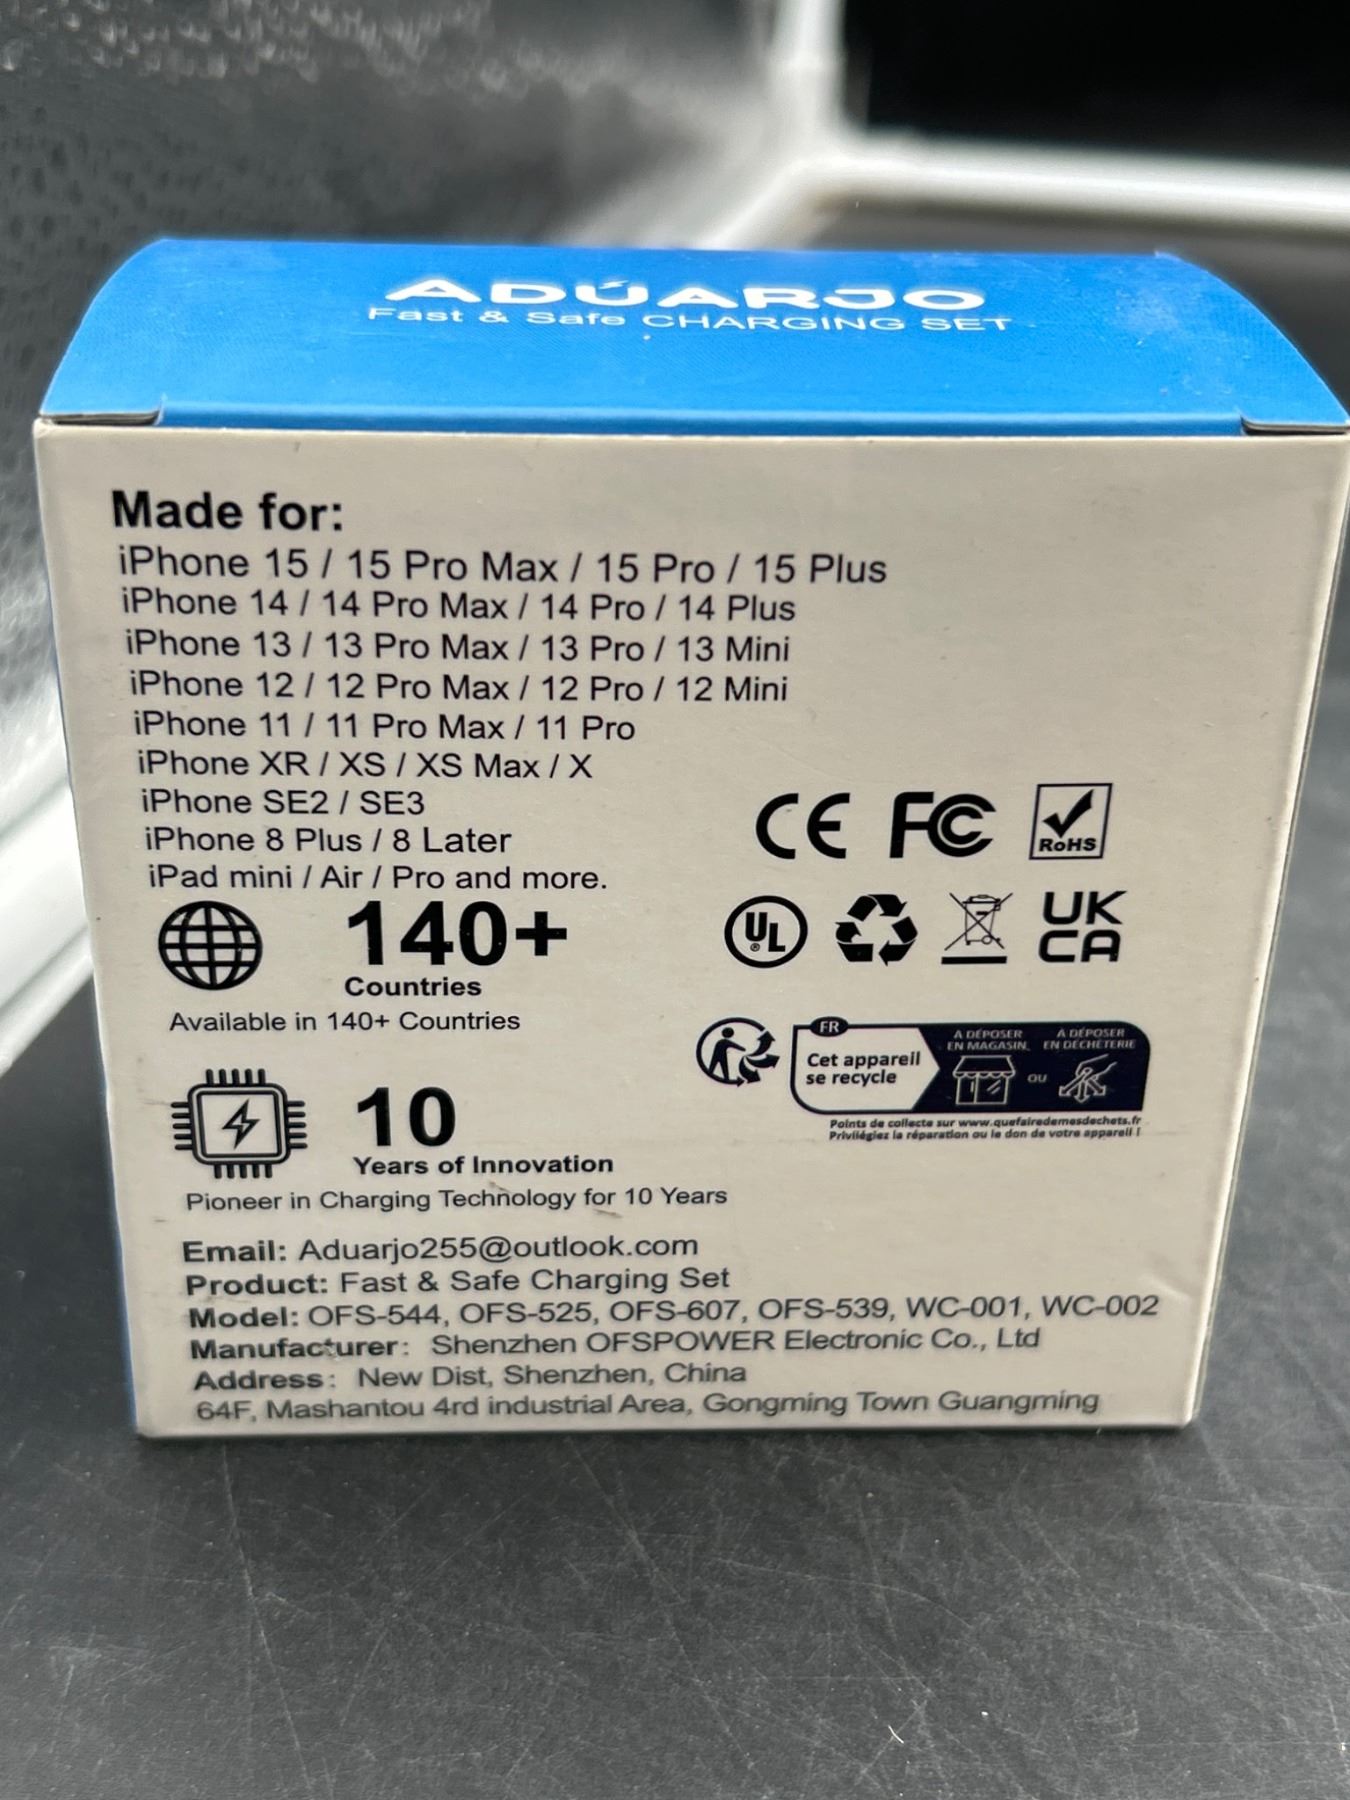 ADÚARJO
Fast & Safe CHARGING SET
Made for:
iPhone 15 / 15 Pro Max / 15 Pro / 15 Plus
iPhone 14 / 14 Pro Max / 14 Pro / 14 Plus
iPhone 13 / 13 Pro Max / 13 Pro / 13 Mini
iPhone 12 / 12 Pro Max / 12 Pro / 12 Mini
iPhone 11 / 11 Pro Max / 11 Pro
iPhone XR / XS / XS Max / X
iPhone SE2 / SE3
iPhone 8 Plus / 8 Later
iPad mini / Air / Pro and more.
CE FC RoHS
UL UK
CA
140+
Countries
Available in 140+ Countries
FR
Cet appareil
se recycle
A DÉPOSER
EN MAGASIN
OU
A DÉPOSER
EN DÉCHÈTERIE
Points de collecte sur www.quefairedemesdechets.fr
Privilégiez la réparation ou le don de votre appareil !
10
Years of Innovation
Pioneer in Charging Technology for 10 Years
Email: Aduarjo255@outlook.com
Product: Fast & Safe Charging Set
Model: OFS-544, OFS-525, OFS-607, OFS-539, WC-001, WC-002
Manufacturer: Shenzhen OFSPOWER Electronic Co., Ltd
Address: New Dist, Shenzhen, China
64F, Mashantou 4rd industrial Area, Gongming Town Guangming